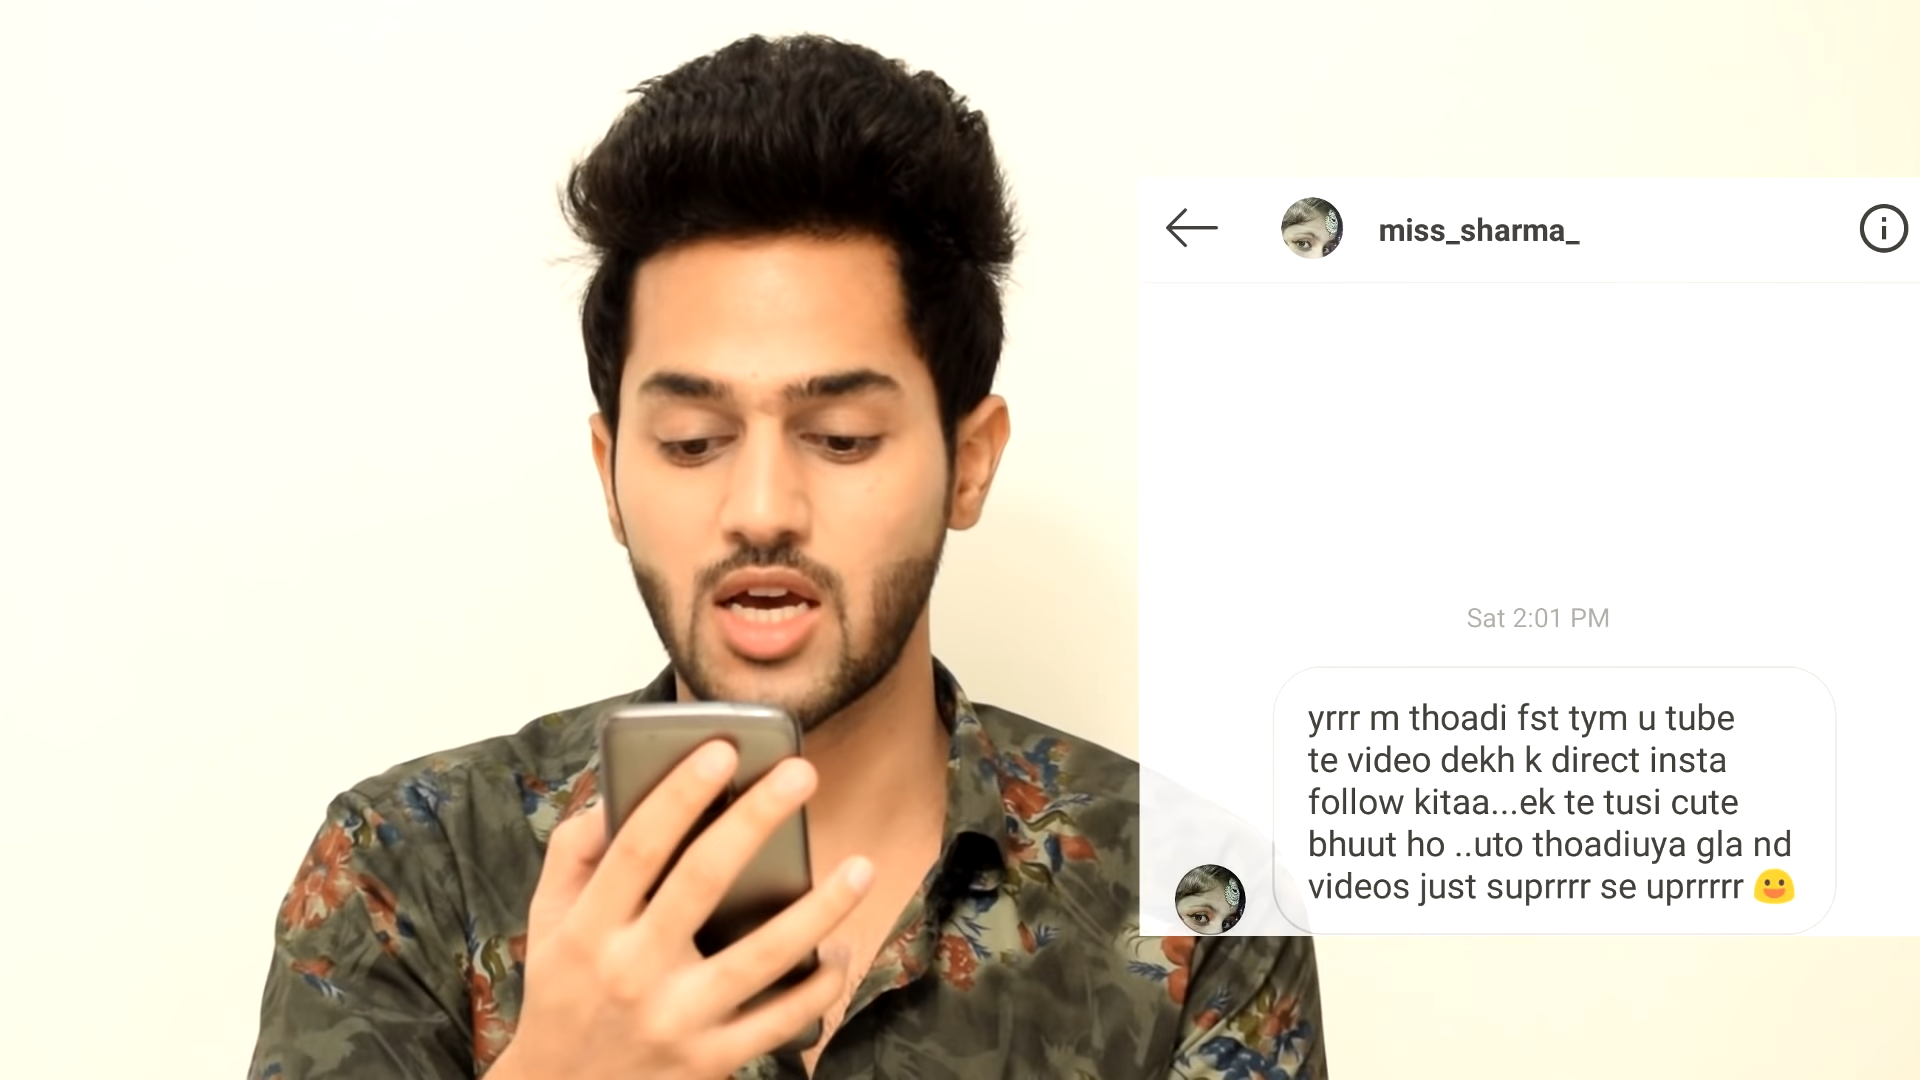 miss_sharma_
Sat 2:01 PM
yrrr m thoadi fst tym u tube
te video dekh k direct insta
follow kitaa...ek te tusi cute
bhuut ho ..uto thoadiuya gla nd
videos just suprrrr se uprrrrr 😃